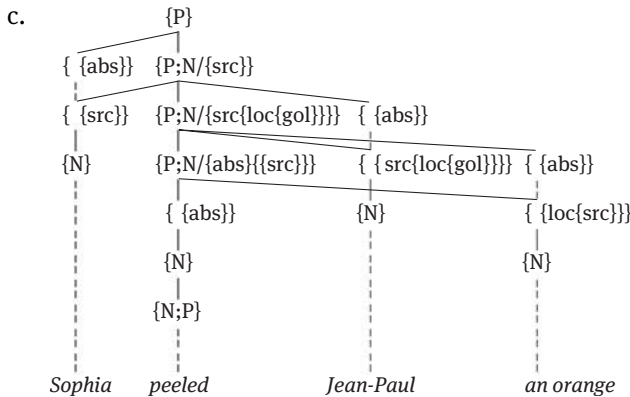 c. {P}
{ {abs}} {P;N/{src}}
{ {src}} {P;N/{src{loc{gol}}}} { {abs}}
{N} {P;N/{abs}{{src}}} { { src{loc{gol}}}} { {abs}}
{ {abs}} {N} { {loc{src}}}
{N} {N}
{N;P}
Sophia peeled Jean-Paul an orange